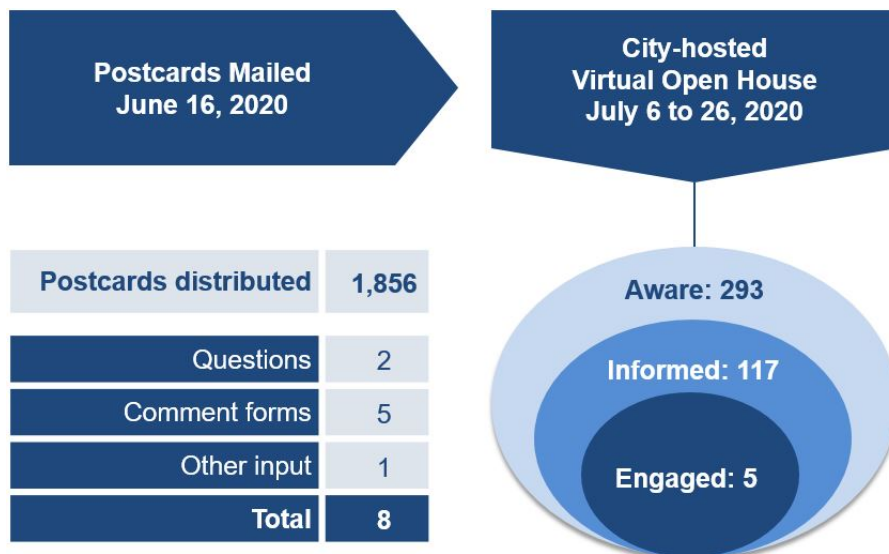 Postcards Mailed
June 16, 2020
City-hosted
Virtual Open House
July 6 to 26, 2020
Postcards distributed 1,856
Questions 2
Comment forms 5
Other input 1
Total 8
Aware: 293
Informed: 117
Engaged: 5